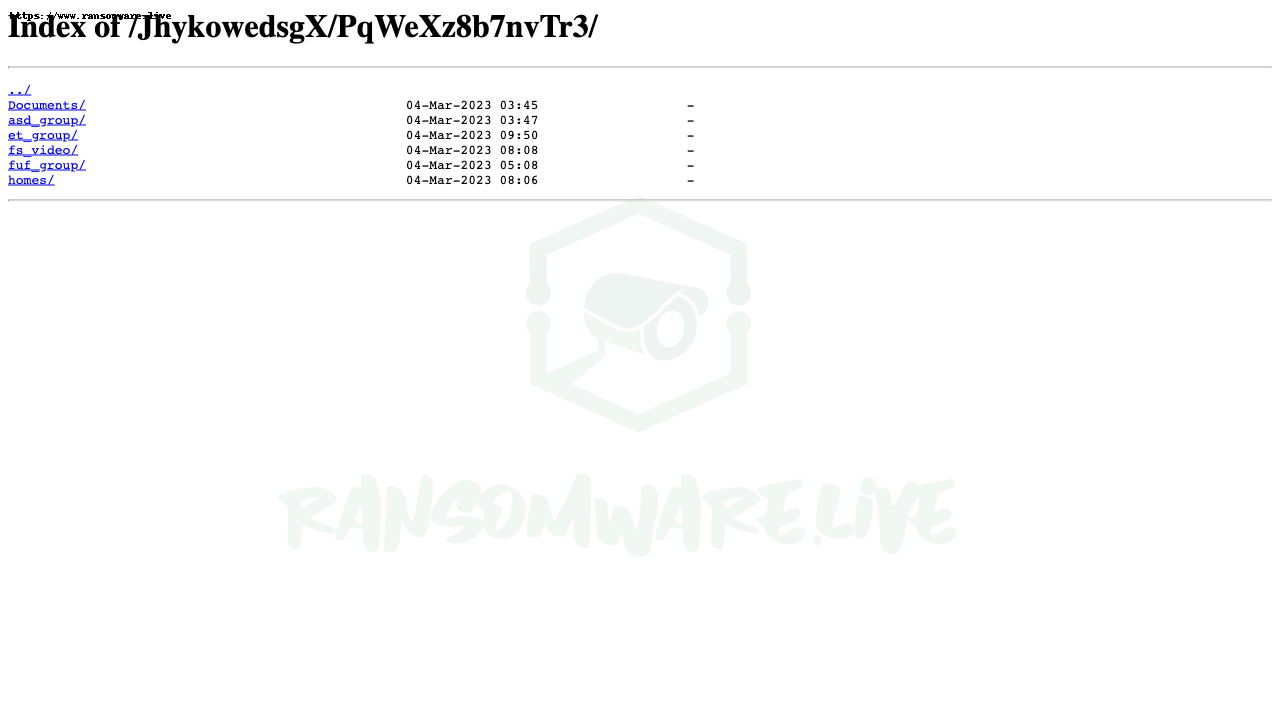 https://www.ransomware.live
Index of /JhykowedsgX/PqWeXz8b7nvTr3/
../
Documents/ 04-Mar-2023 03:45 -
asd_group/ 04-Mar-2023 03:47 -
et_group/ 04-Mar-2023 09:50 -
fs_video/ 04-Mar-2023 08:08 -
fuf_group/ 04-Mar-2023 05:08 -
homes/ 04-Mar-2023 08:06 -
RANSOMWARE.LIVE